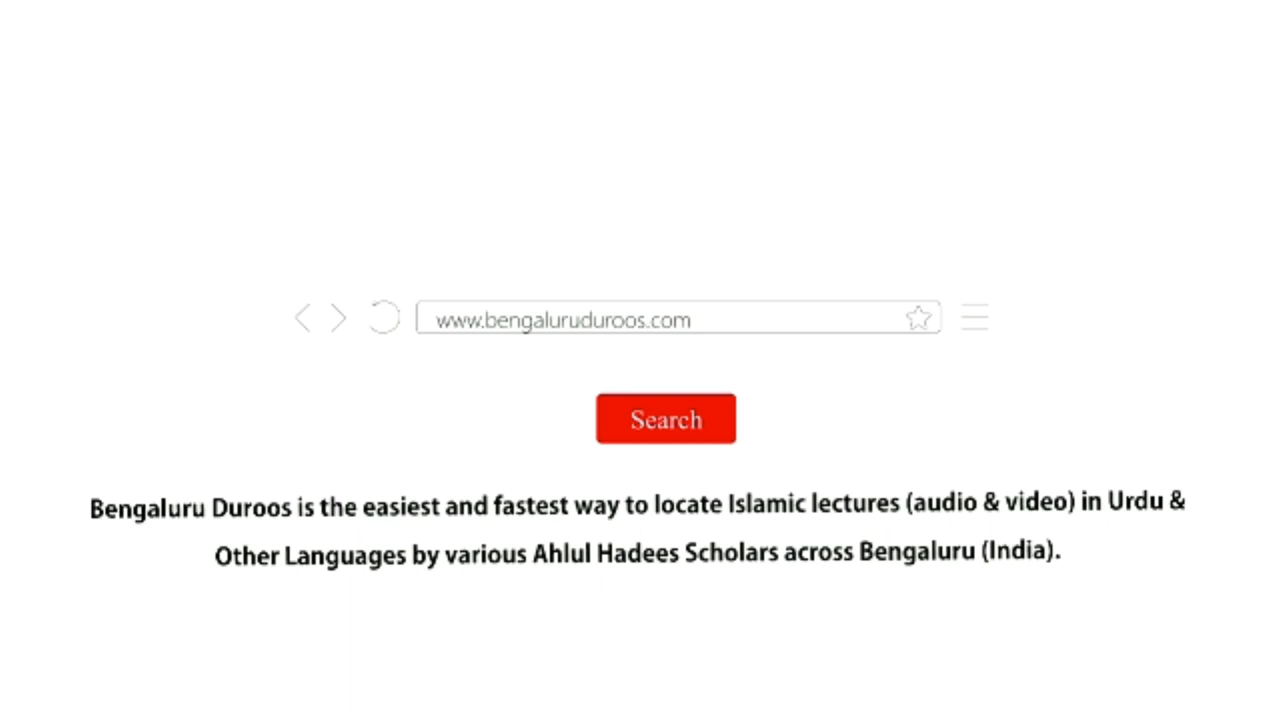 www.bengaluruduroos.com
Search
Bengaluru Duroos is the easiest and fastest way to locate Islamic lectures (audio & video) in Urdu &
Other Languages by various Ahlul Hadees Scholars across Bengaluru (India).